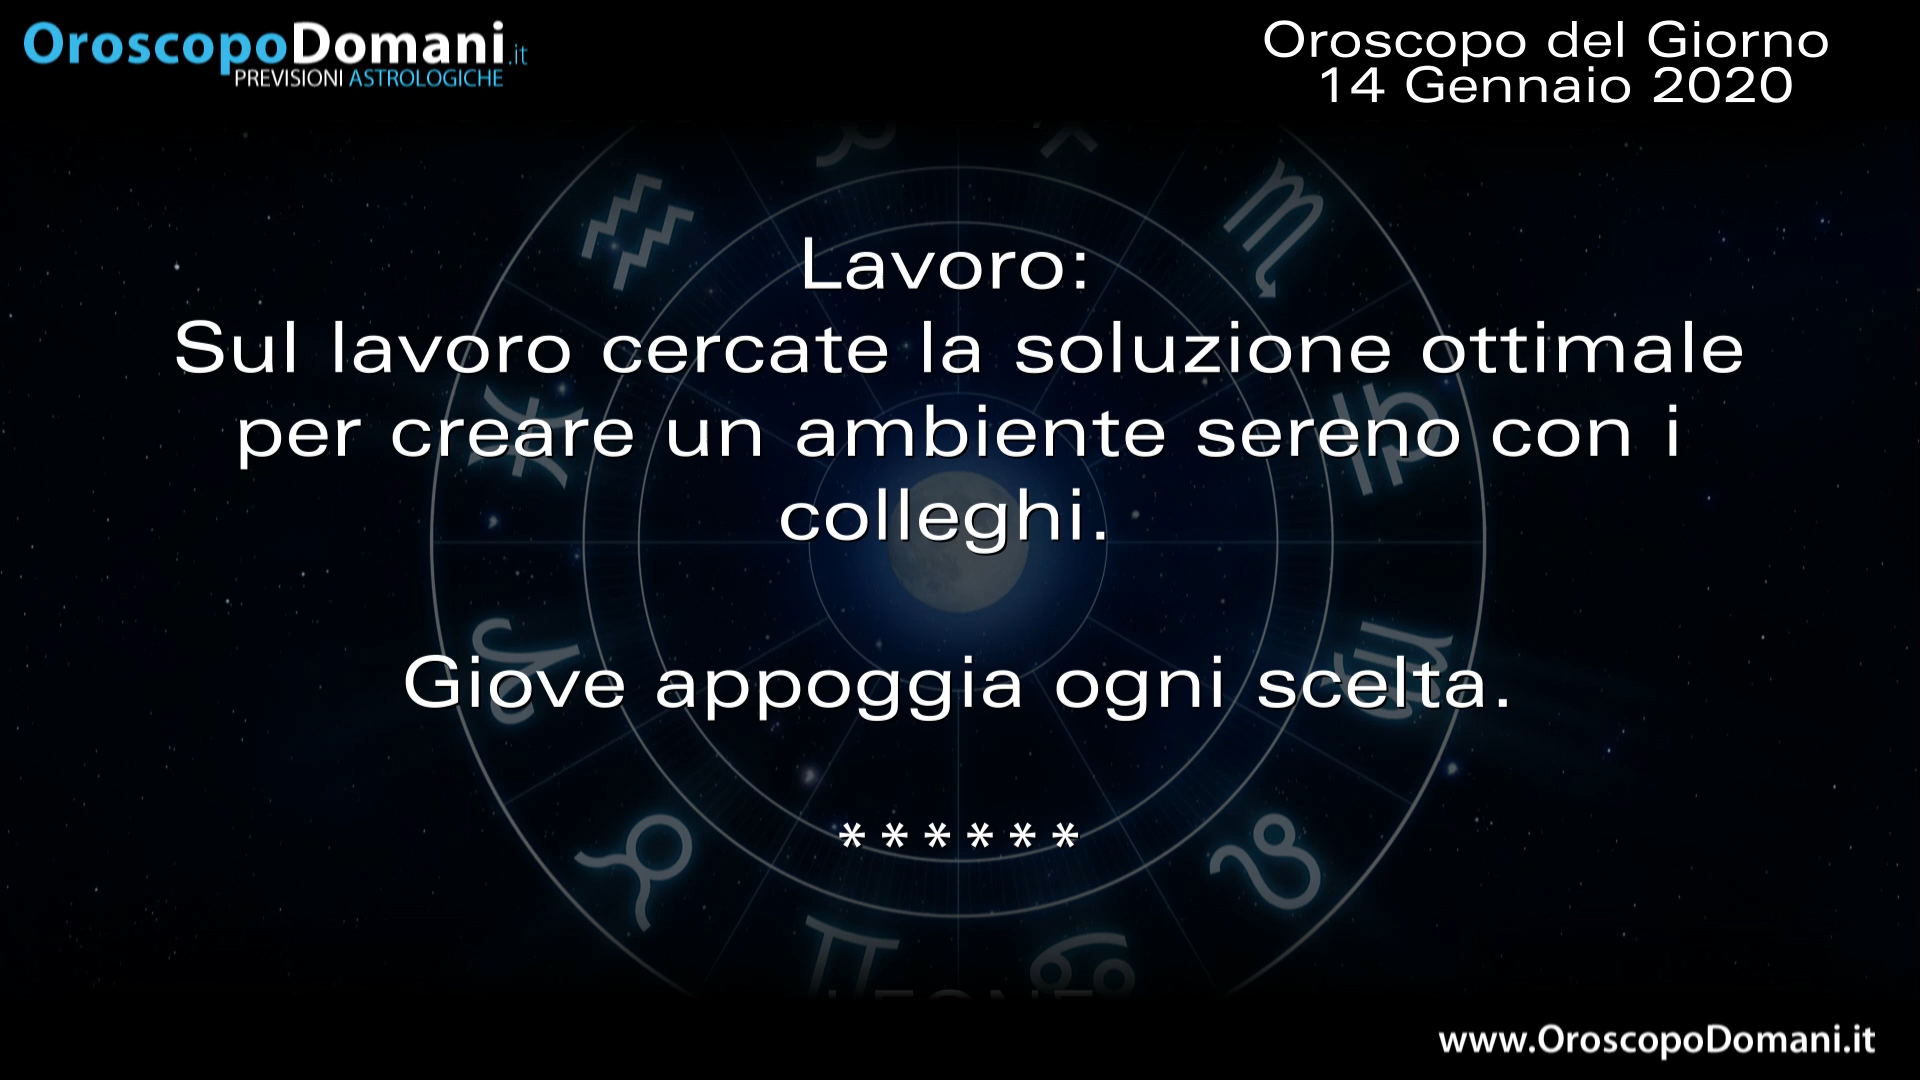 OroscopoDomani.it
PREVISIONI ASTROLOGICHE
Oroscopo del Giorno
14 Gennaio 2020
Lavoro:
Sul lavoro cercate la soluzione ottimale
per creare un ambiente sereno con i
colleghi.
Giove appoggia ogni scelta.
******
LEONE
www.OroscopoDomani.it